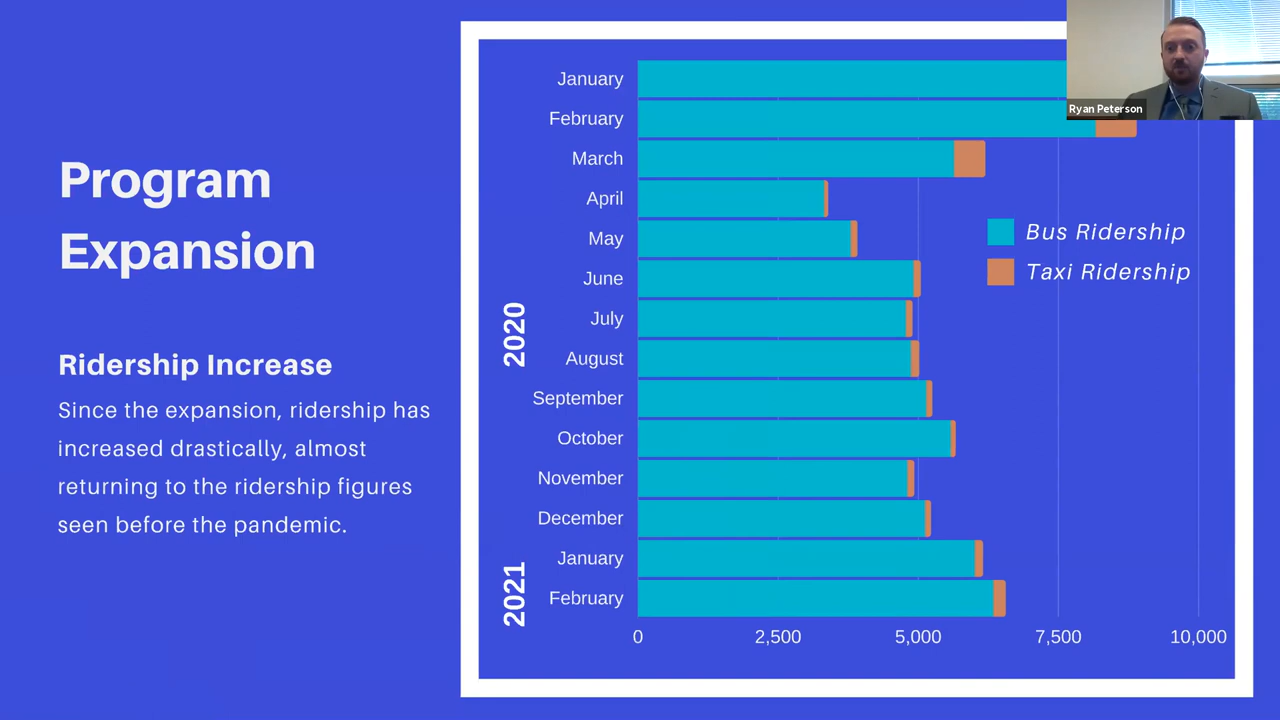 Program
Expansion
Ridership Increase
Since the expansion, ridership has
increased drastically, almost
returning to the ridership figures
seen before the pandemic.
2020
January
February
March
April
May
June
July
August
September
October
November
December
2021
January
February
0 2,500 5,000 7,500 10,000
Bus Ridership
Taxi Ridership
Ryan Peterson